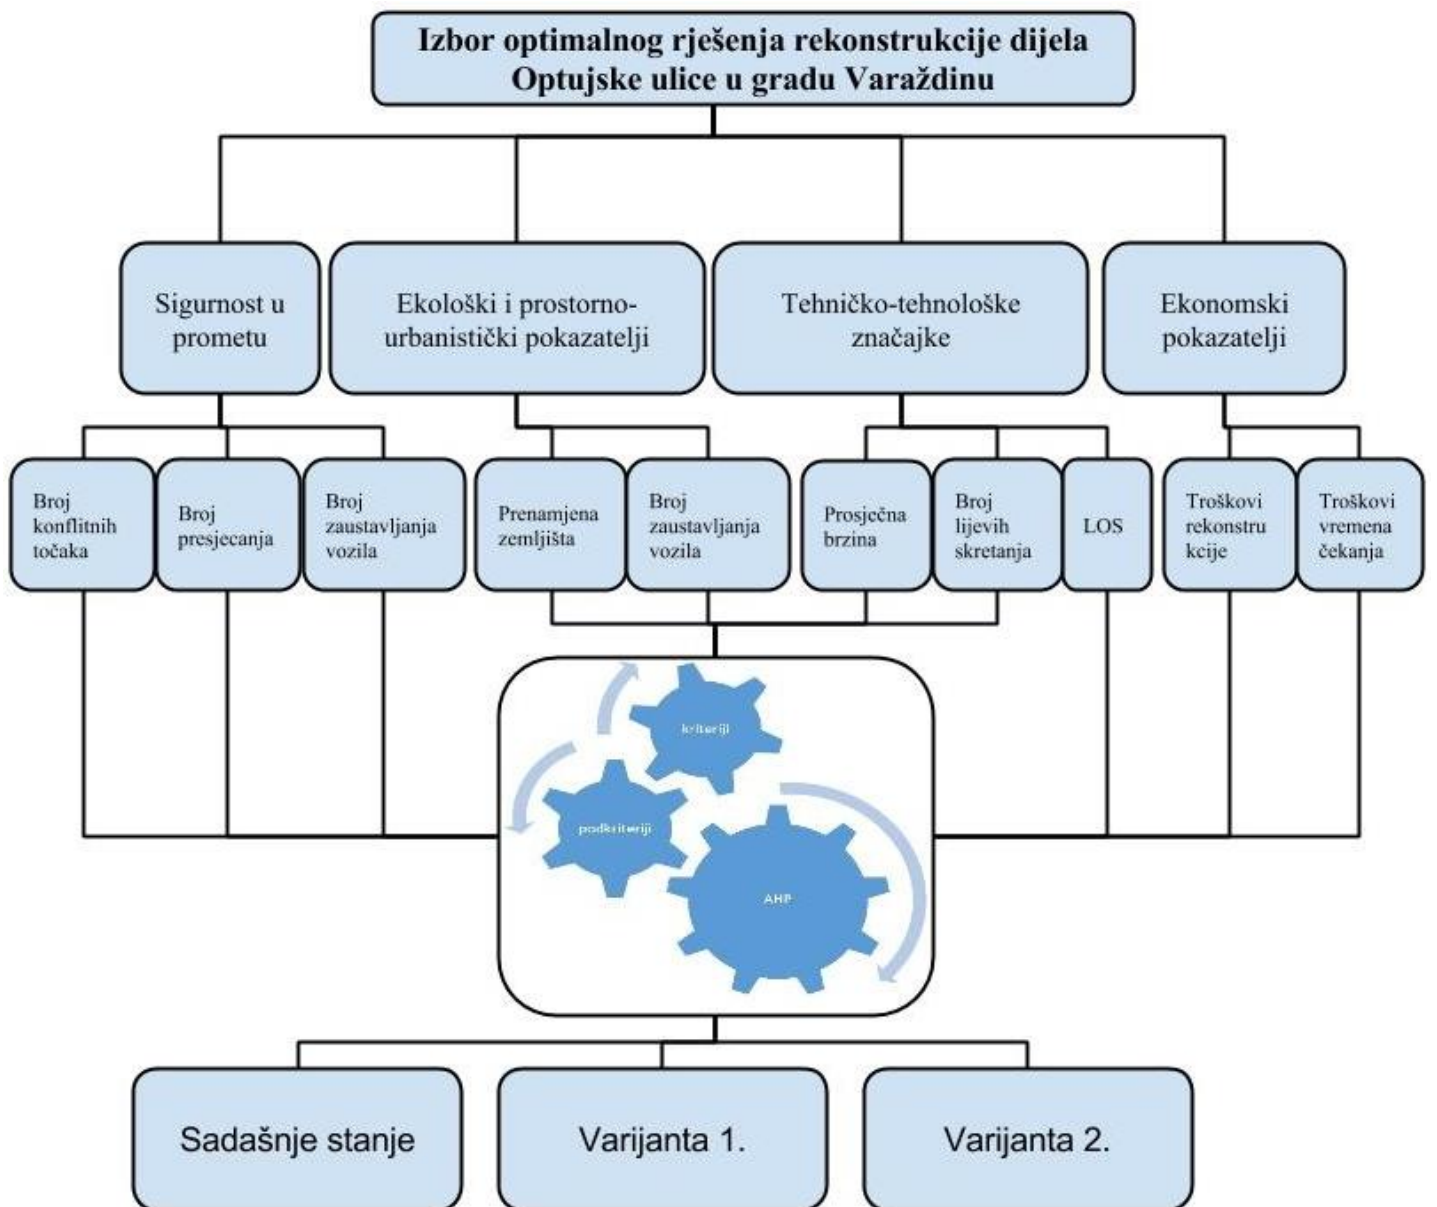 Izbor optimalnog rješenja rekonstrukcije dijela
Optujske ulice u gradu Varaždinu
Sigurnost u
prometu
Ekološki i prostorno-
urbanistički pokazatelji
Tehničko-tehnološke
značajke
Ekonomski
pokazatelji
Broj
konflitnih
točaka
Broj
presjecanja
Broj
zaustavljanja
vozila
Prenamjena
zemljišta
Broj
zaustavljanja
vozila
Prosječna
brzina
Broj
lijevih
skretanja
LOS
Troškovi
rekonstru
kcije
Troškovi
vremena
čekanja
kriteriji
podkriteriji
AHP
Sadašnje stanje
Varijanta 1.
Varijanta 2.